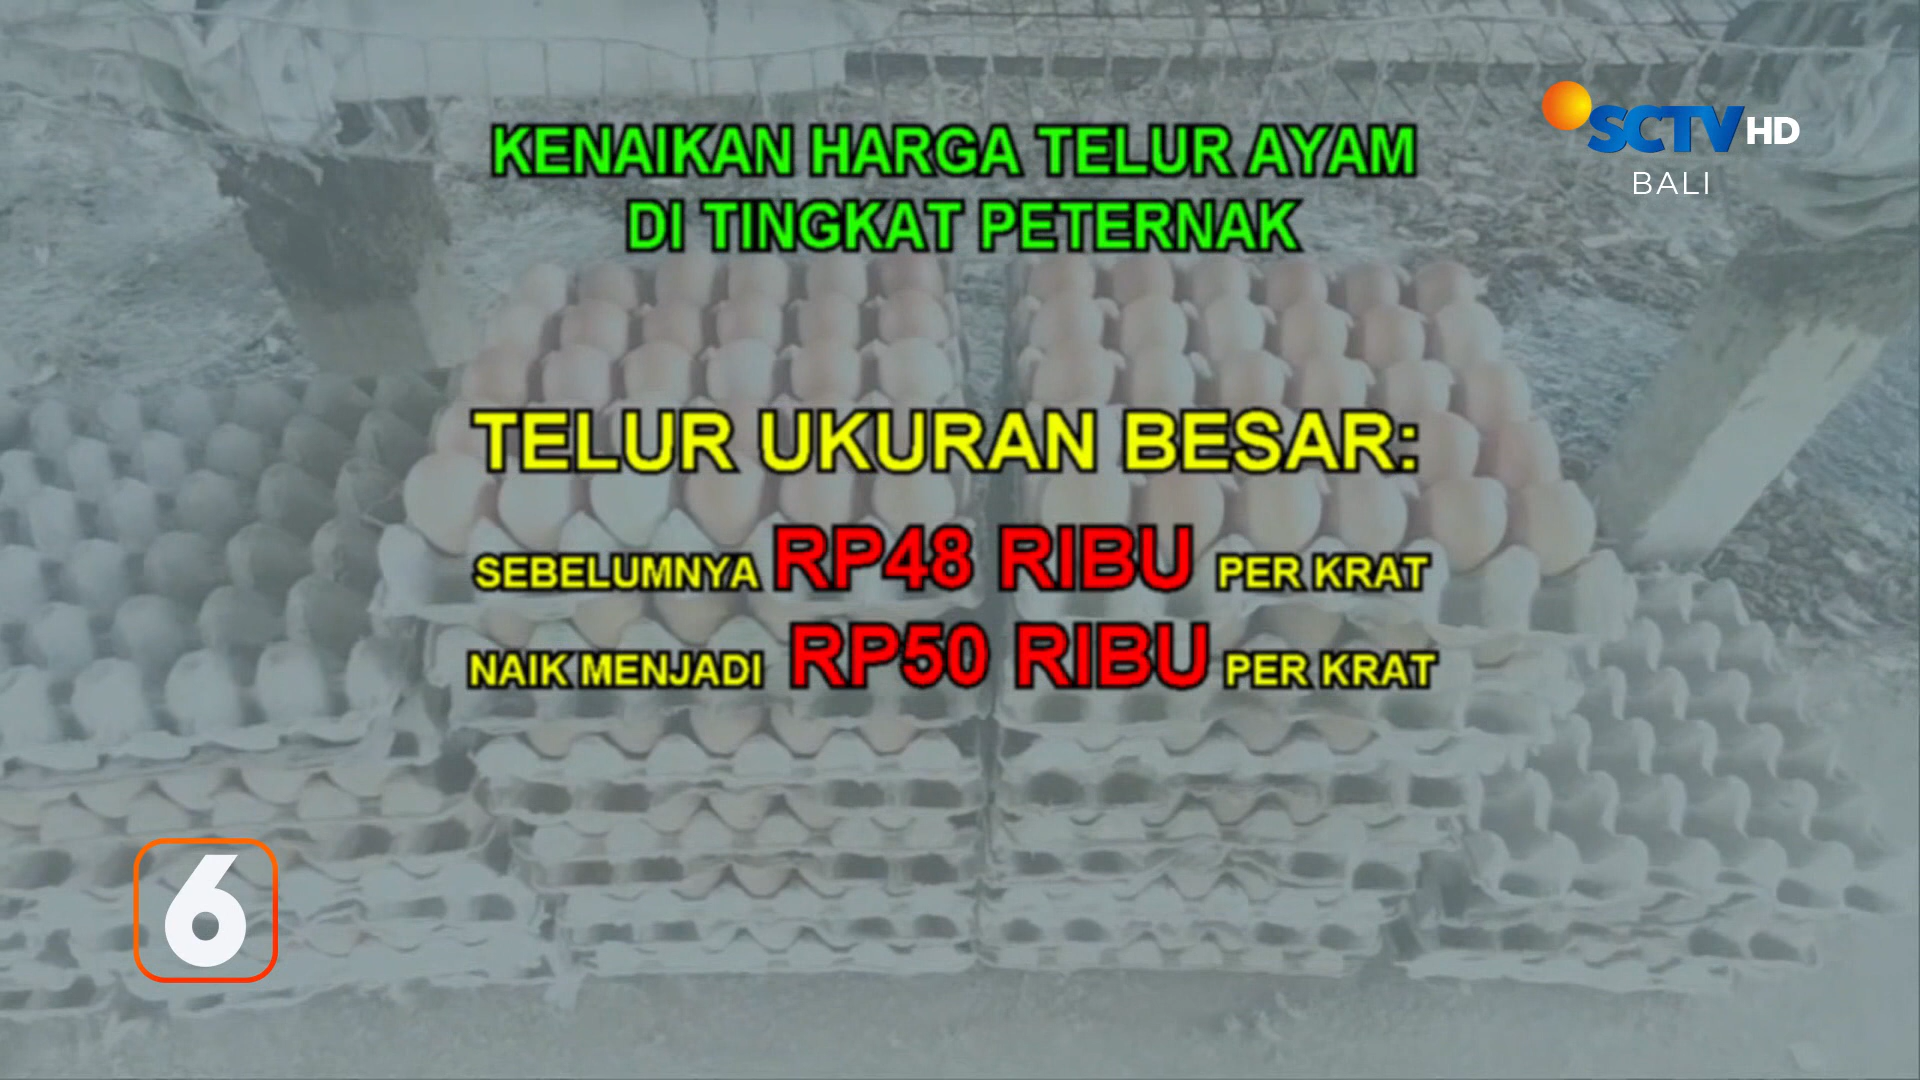 SCTV HD
BALI
KENAIKAN HARGA TELUR AYAM
DI TINGKAT PETERNAK
TELUR UKURAN BESAR:
SEBELUMNYA RP48 RIBU PER KRAT
NAIK MENJADI RP50 RIBU PER KRAT
6